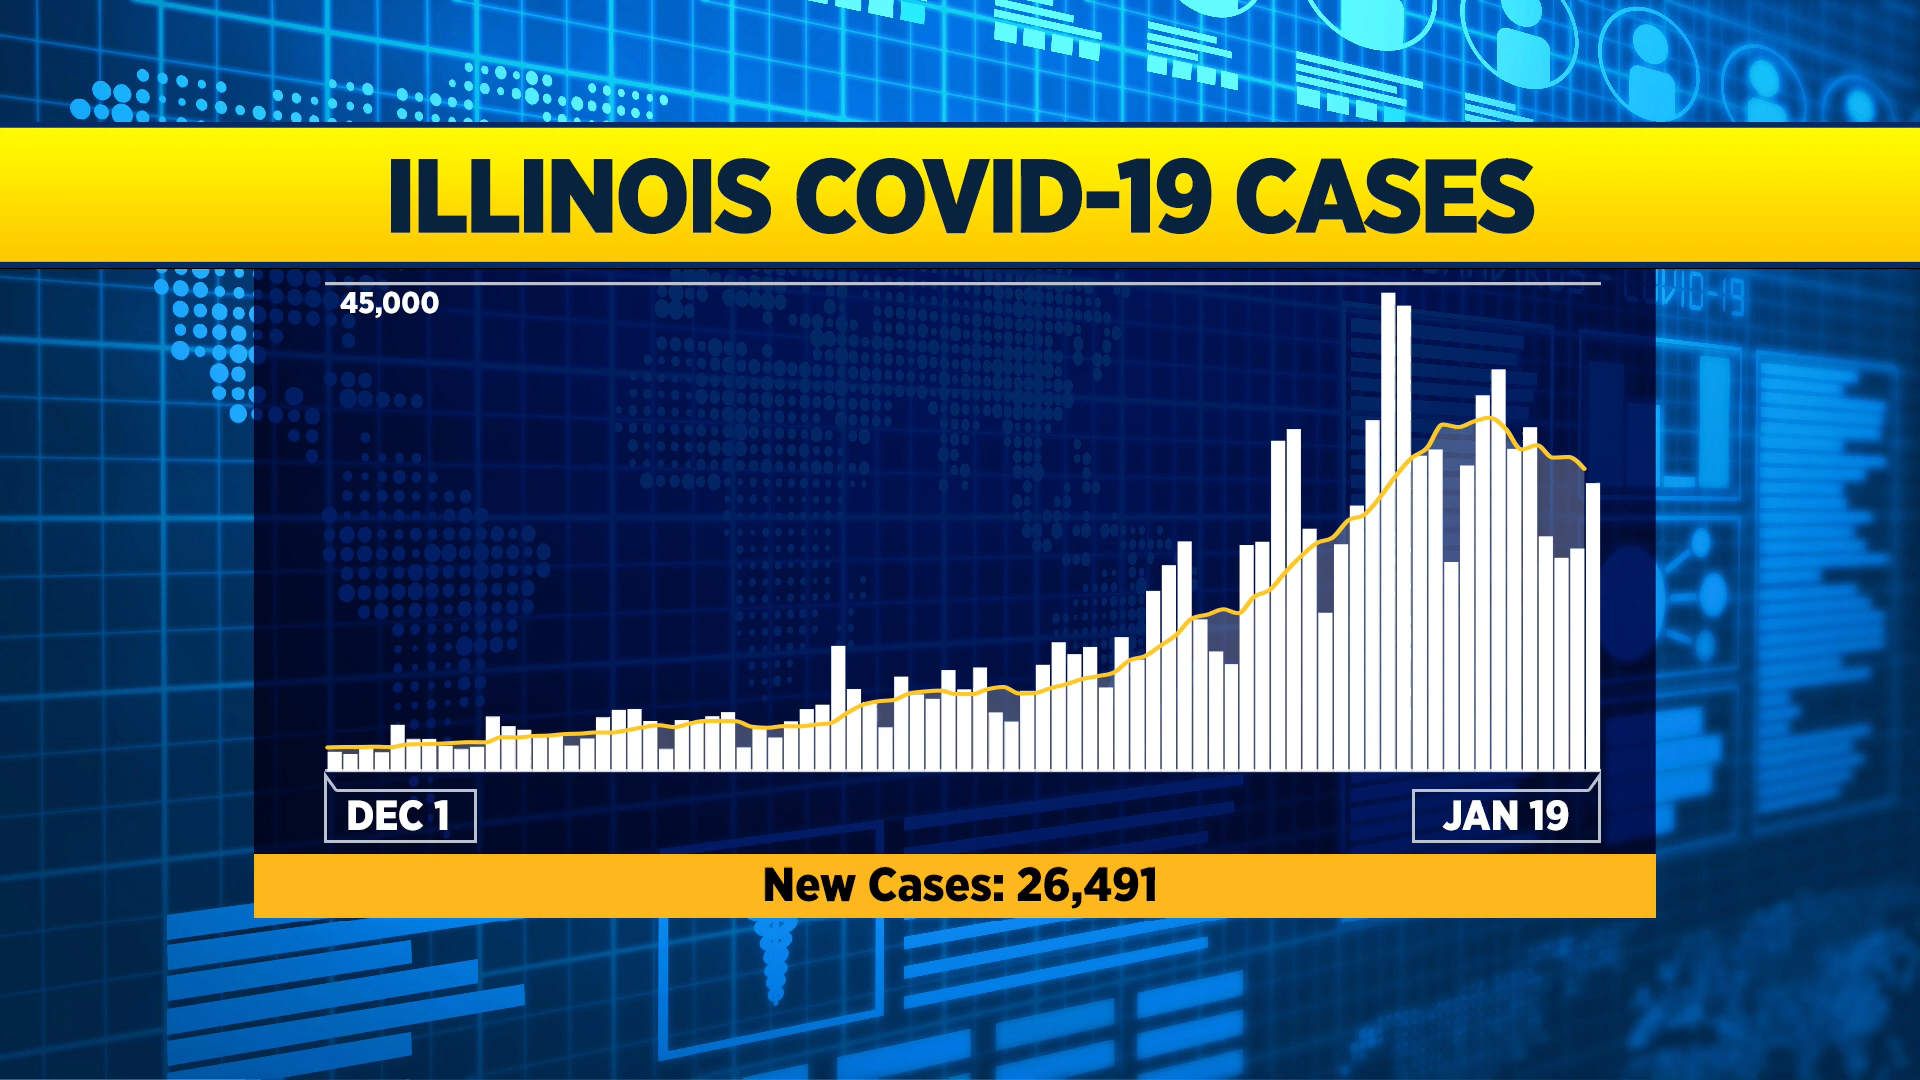 ILLINOIS COVID-19 CASES
45,000
DEC 1
JAN 19
New Cases: 26,491